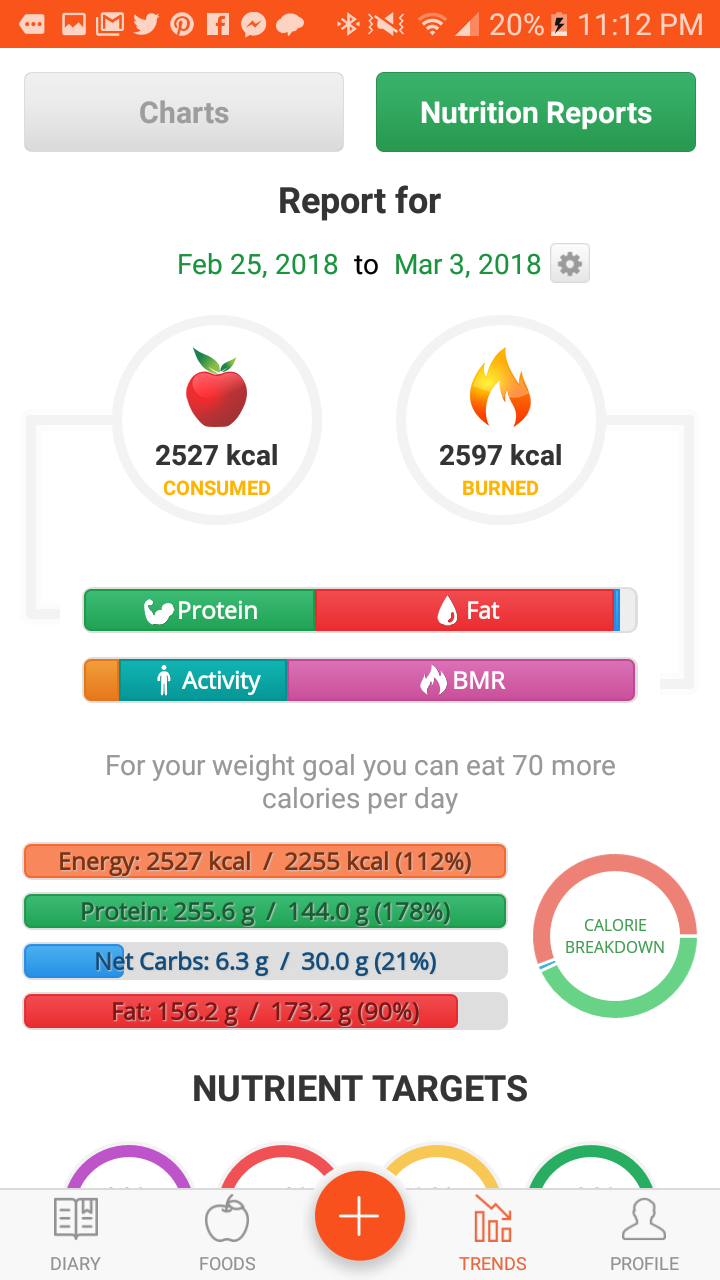 20% 11:12 PM
Charts
Nutrition Reports
Report for
Feb 25, 2018 to Mar 3, 2018
2527 kcal
CONSUMED
2597 kcal
BURNED
Protein
Fat
Activity
BMR
For your weight goal you can eat 70 more
calories per day
Energy: 2527 kcal / 2255 kcal (112%)
Protein: 255.6 g / 144.0 g (178%)
Net Carbs: 6.3 g / 30.0 g (21%)
Fat: 156.2 g / 173.2 g (90%)
CALORIE
BREAKDOWN
NUTRIENT TARGETS
DIARY
FOODS
TRENDS
PROFILE